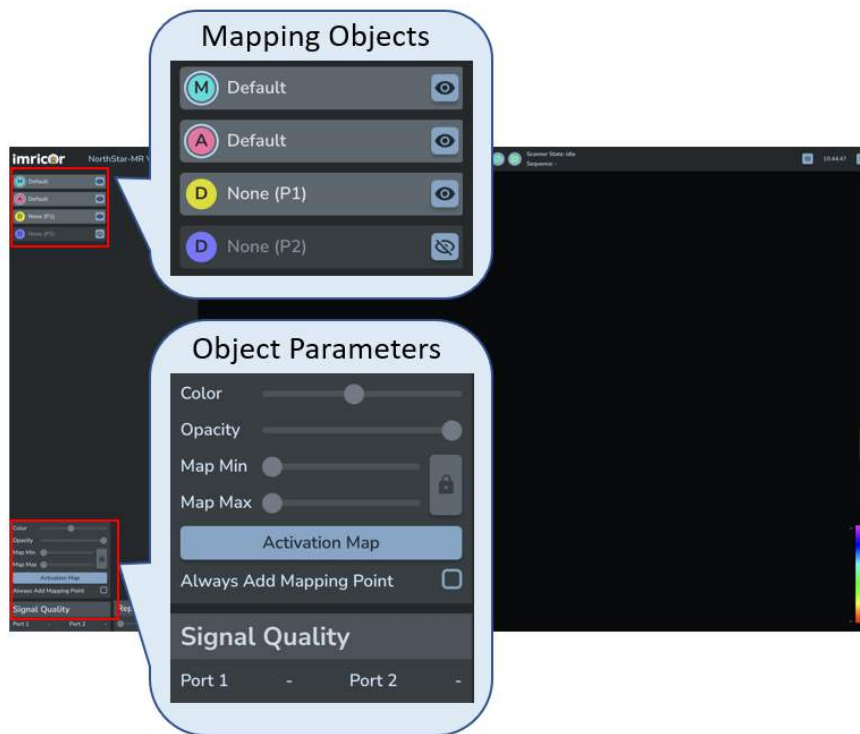 Mapping Objects
M Default
A Default
D None (P1)
D None (P2)
imricor NorthStar-MR
Scanner State: Idle
Sequence: -
10:44:47
M Default
A Default
D None (P1)
D None (P2)
Object Parameters
Color
Opacity
Map Min
Map Max
Activation Map
Always Add Mapping Point
Signal Quality
Port 1 - Port 2 -
Color
Opacity
Map Min
Map Max
Activation Map
Always Add Mapping Point
Signal Quality
Port 1 - Port 2 -